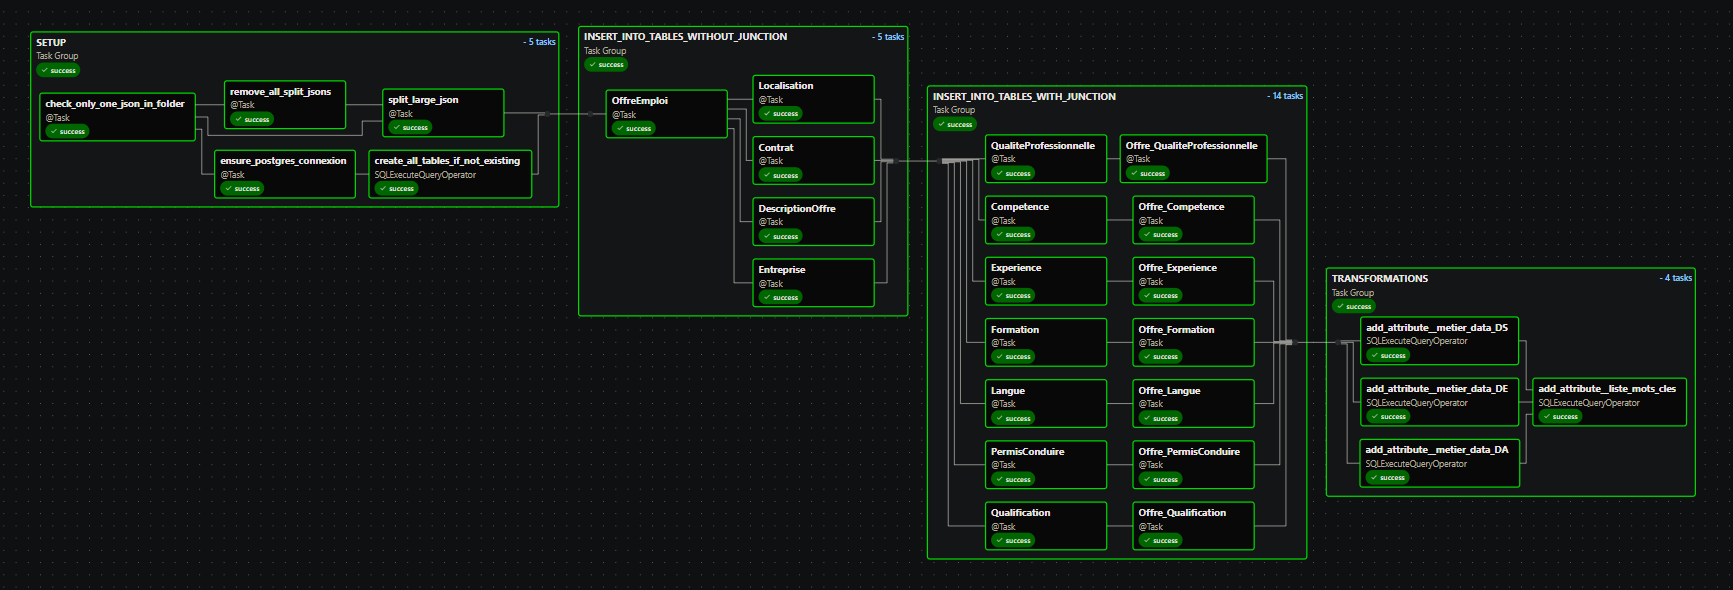 SETUP
- 5 tasks
Task Group
success
check_only_one_json_in_folder
@Task
success
remove_all_split_jsons
@Task
success
split_large_json
@Task
success
ensure_postgres_connexion
@Task
success
create_all_tables_if_not_existing
SQLExecuteQueryOperator
success
INSERT_INTO_TABLES_WITHOUT_JUNCTION
- 5 tasks
Task Group
success
OffreEmploi
@Task
success
Localisation
@Task
success
Contrat
@Task
success
DescriptionOffre
@Task
success
Entreprise
@Task
success
INSERT_INTO_TABLES_WITH_JUNCTION
- 14 tasks
Task Group
success
QualiteProfessionnelle
@Task
success
Offre_QualiteProfessionnelle
@Task
success
Competence
@Task
success
Offre_Competence
@Task
success
Experience
@Task
success
Offre_Experience
@Task
success
Formation
@Task
success
Offre_Formation
@Task
success
Langue
@Task
success
Offre_Langue
@Task
success
PermisConduire
@Task
success
Offre_PermisConduire
@Task
success
Qualification
@Task
success
Offre_Qualification
@Task
success
TRANSFORMATIONS
- 4 tasks
Task Group
success
add_attribute__metier_data_DS
SQLExecuteQueryOperator
success
add_attribute__metier_data_DE
SQLExecuteQueryOperator
success
add_attribute__metier_data_DA
SQLExecuteQueryOperator
success
add_attribute__liste_mots_cles
SQLExecuteQueryOperator
success